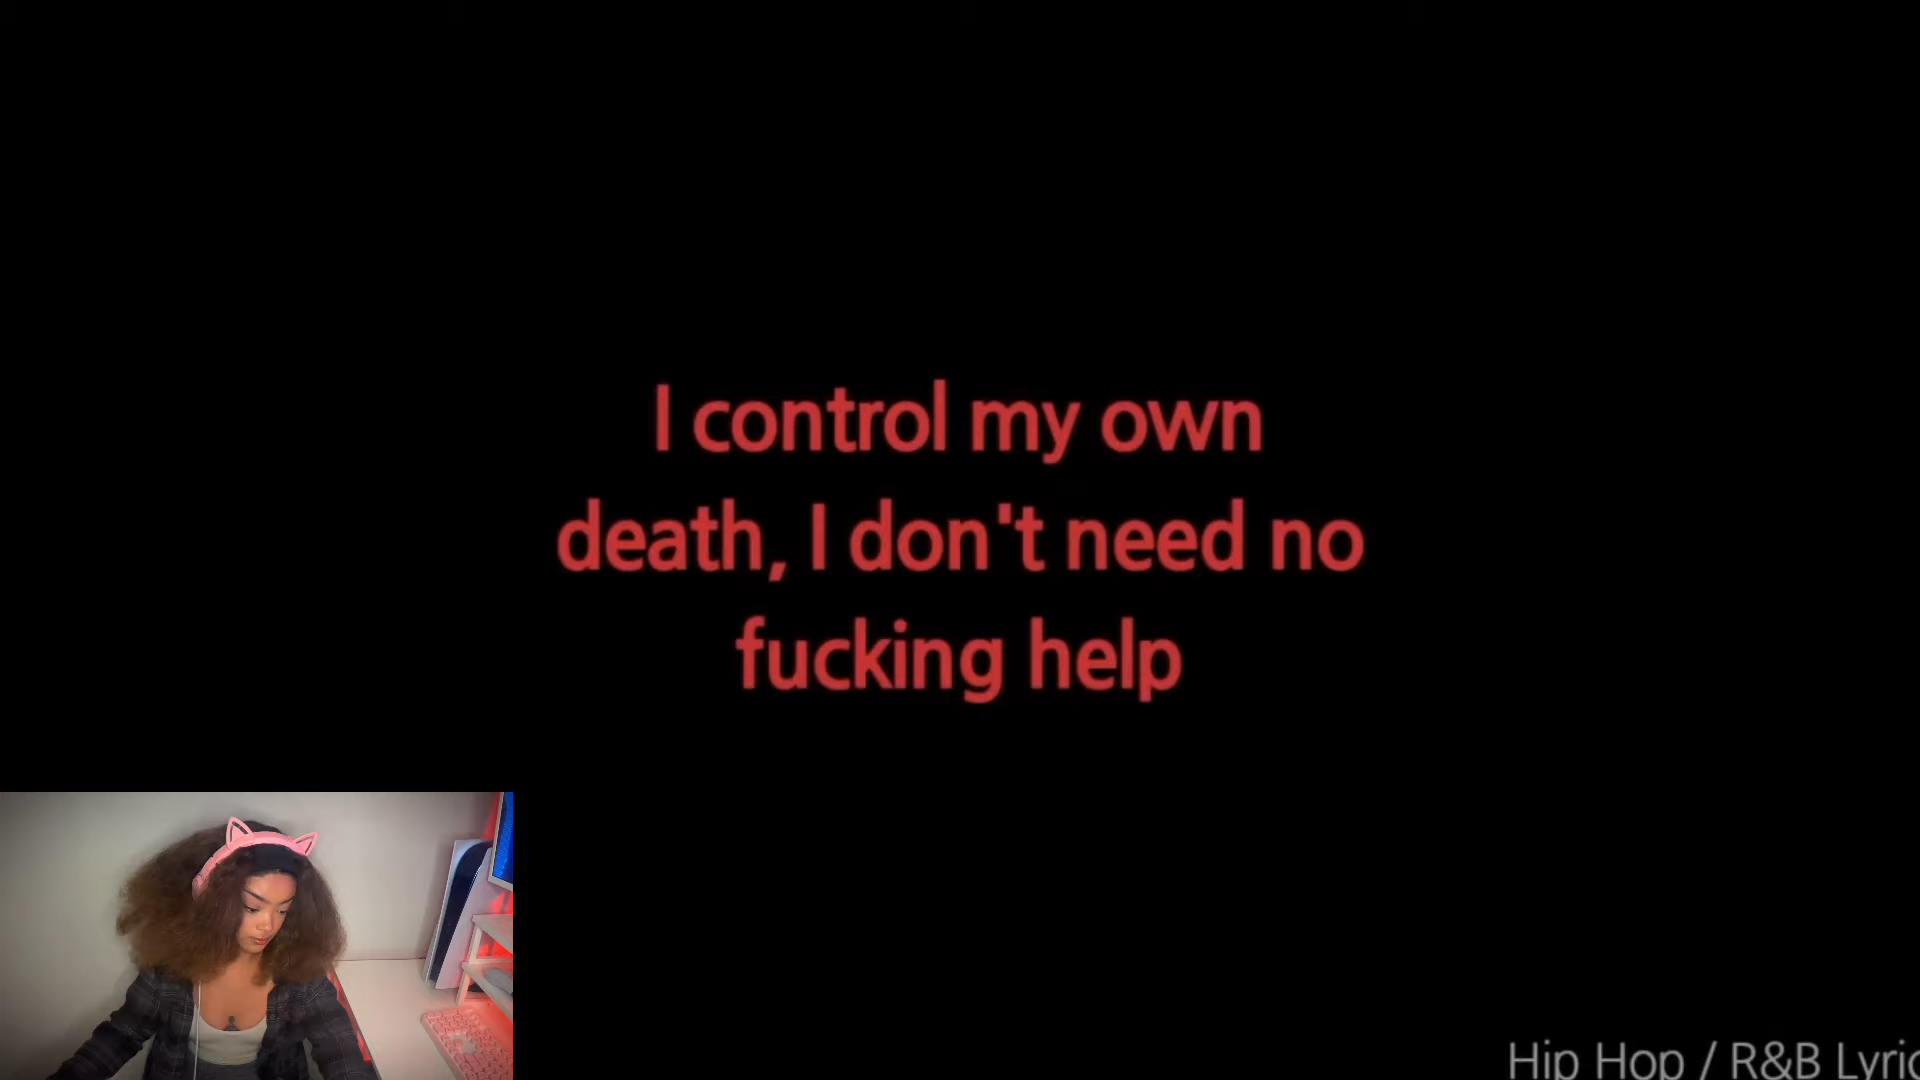 I control my own
death, I don't need no
fucking help
Hip Hop / R&B Lyric